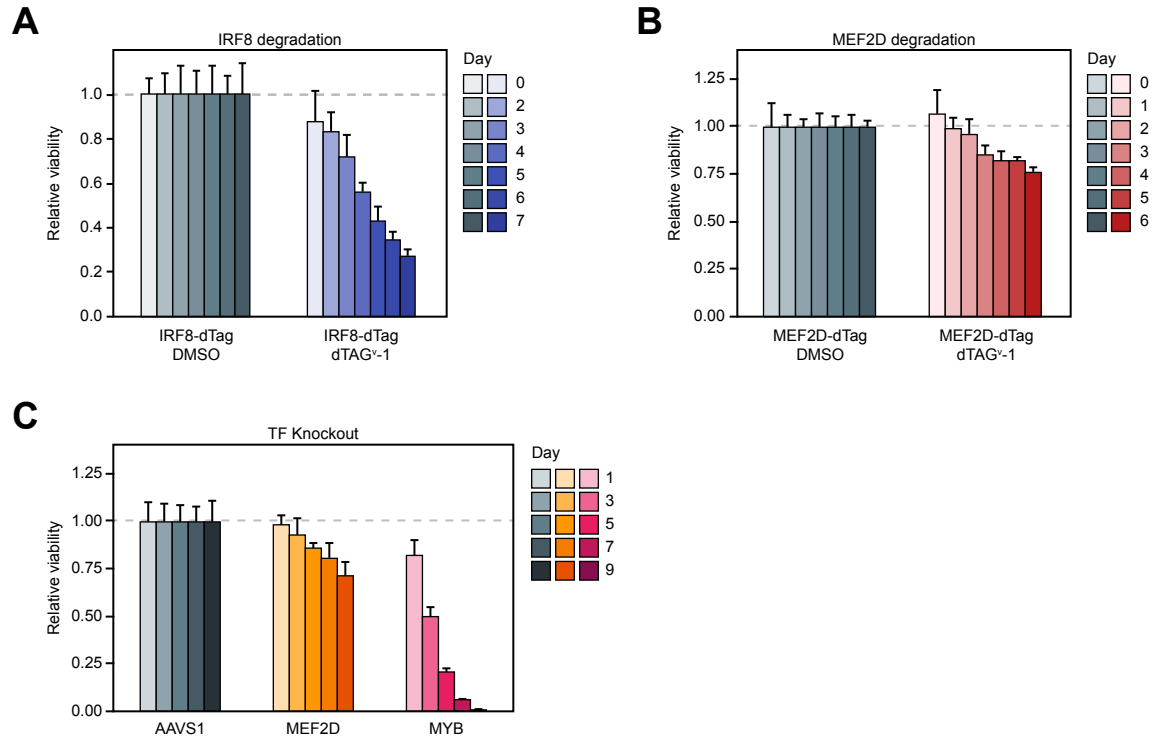 A
IRF8 degradation
Relative viability
1.0
0.8
0.6
0.4
0.2
0.0
IRF8-dTag
DMSO
IRF8-dTag
dTAGᵛ-1
Day
0
2
3
4
5
6
7
B
MEF2D degradation
Relative viability
1.25
1.00
0.75
0.50
0.25
0.00
MEF2D-dTag
DMSO
MEF2D-dTag
dTAGᵛ-1
Day
0
1
2
3
4
5
6
C
TF Knockout
Relative viability
1.25
1.00
0.75
0.50
0.25
0.00
AAVS1
MEF2D
MYB
Day
1
3
5
7
9